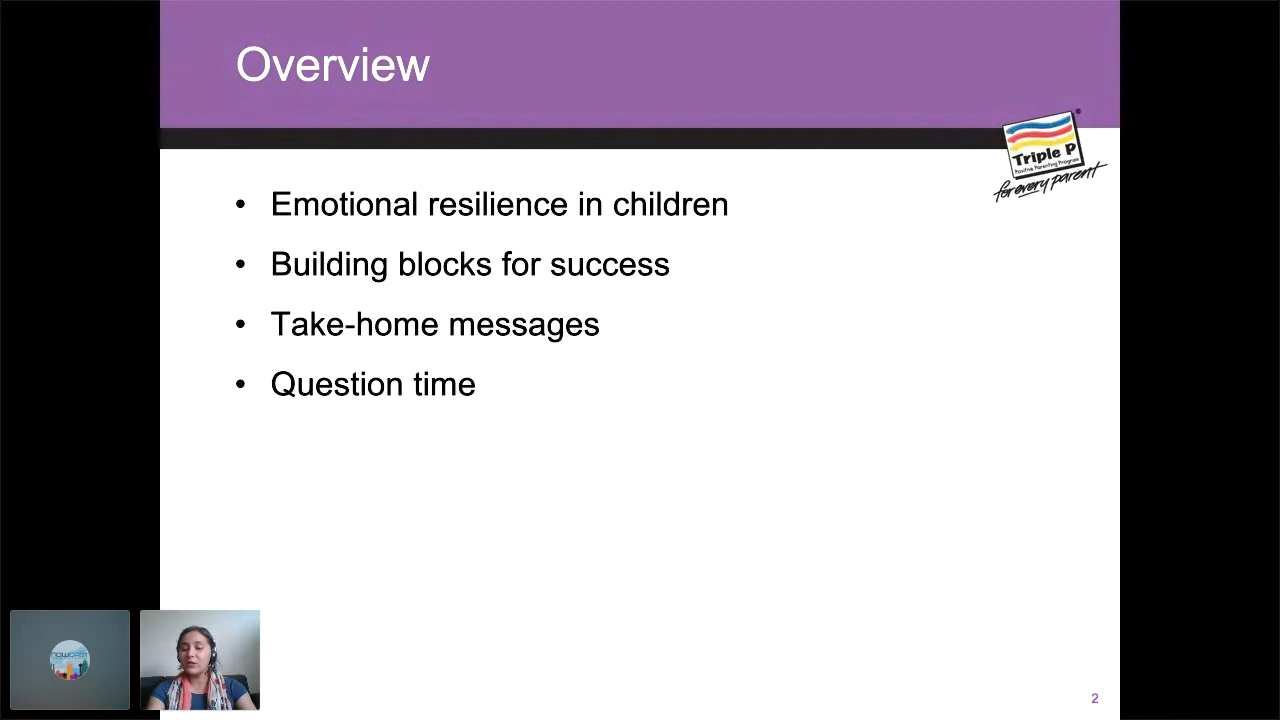 Overview
Triple P
Positive Parenting Program
for every parent
• Emotional resilience in children
• Building blocks for success
• Take-home messages
• Question time
2